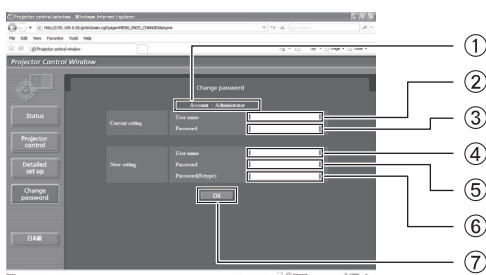 Projector control window - Windows Internet Explorer
File Edit View Favorites Tools Help
Projector control window
Projector Control Window
Change password
Account Administrator
Current setting
User name
Password
New setting
User name
Password
Password(Retype)
OK
Status
Projector
control
Detailed
set up
Change
password
日本語
①
②
③
④
⑤
⑥
⑦